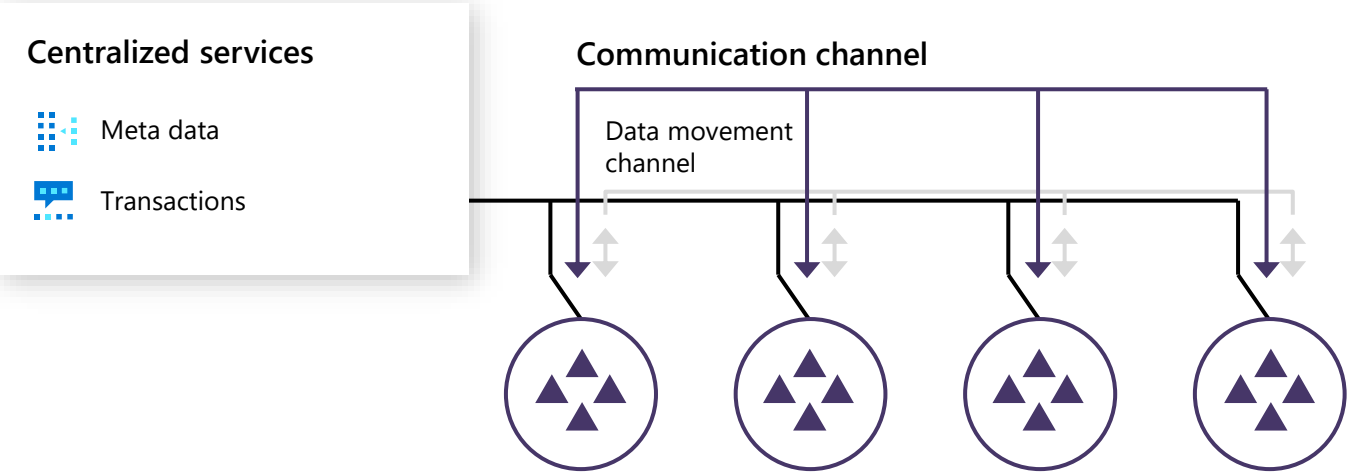 Centralized services
Meta data
Transactions
Communication channel
Data movement
channel